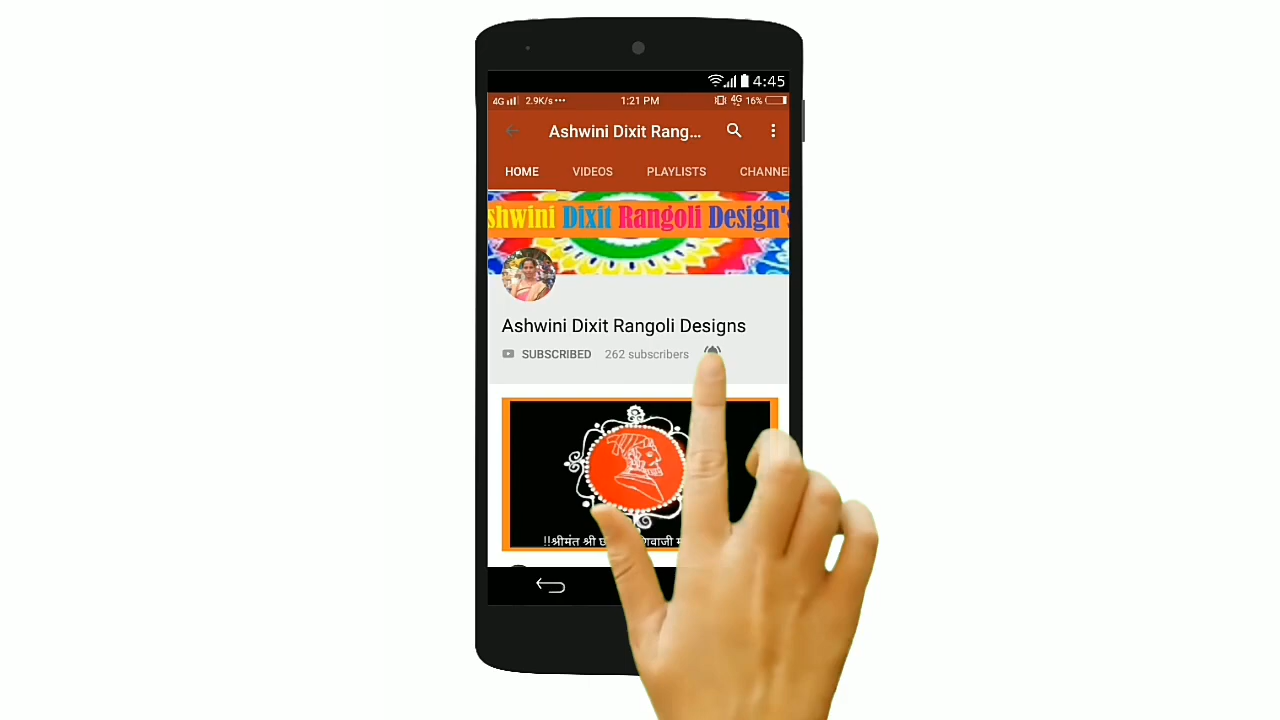 4:45
4G 2.9K/s ••• 1:21 PM 4G 16%
Ashwini Dixit Rang...
HOME VIDEOS PLAYLISTS CHANNE
shwini Dixit Rangoli Design's
Ashwini Dixit Rangoli Designs
SUBSCRIBED 262 subscribers
!!श्रीमंत श्री